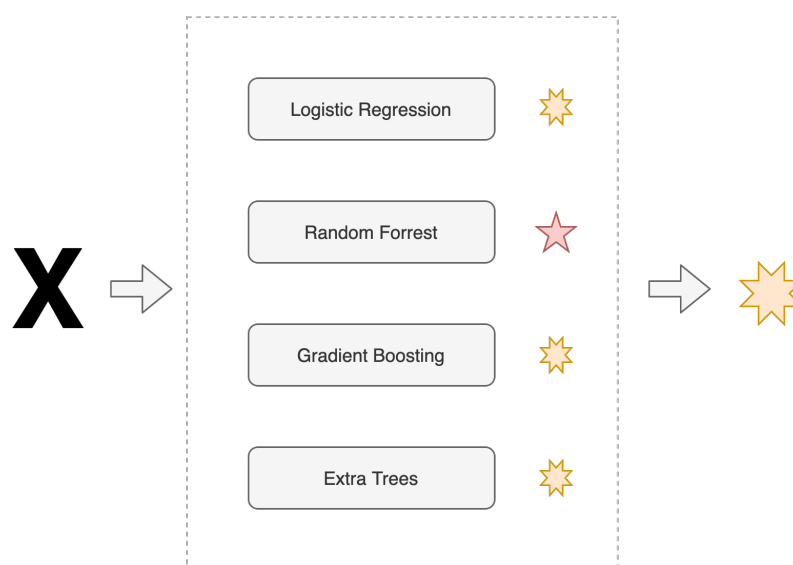 Logistic Regression
Random Forrest
X
Gradient Boosting
Extra Trees